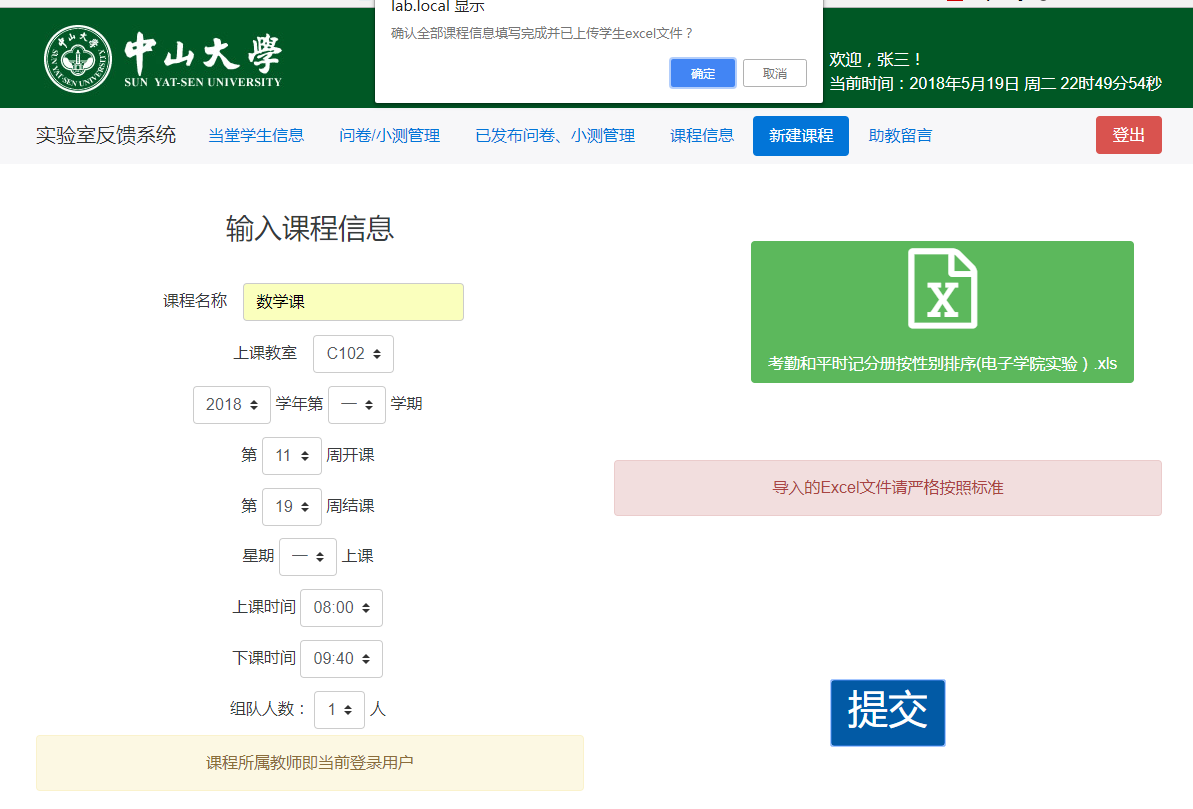 lab.local 显示
确认全部课程信息填写完成并已上传学生excel文件？
确定
取消
中山大學
SUN YAT-SEN UNIVERSITY
欢迎，张三！
当前时间：2018年5月19日 周二 22时49分54秒
实验室反馈系统
当堂学生信息
问卷/小测管理
已发布问卷、小测管理
课程信息
新建课程
助教留言
登出
输入课程信息
课程名称 数学课
上课教室 C102
2018 学年第 一 学期
第 11 周开课
第 19 周结课
星期 一 上课
上课时间 08:00
下课时间 09:40
组队人数： 1 人
课程所属教师即当前登录用户
X
考勤和平时记分册按性别排序(电子学院实验）.xls
导入的Excel文件请严格按照标准
提交